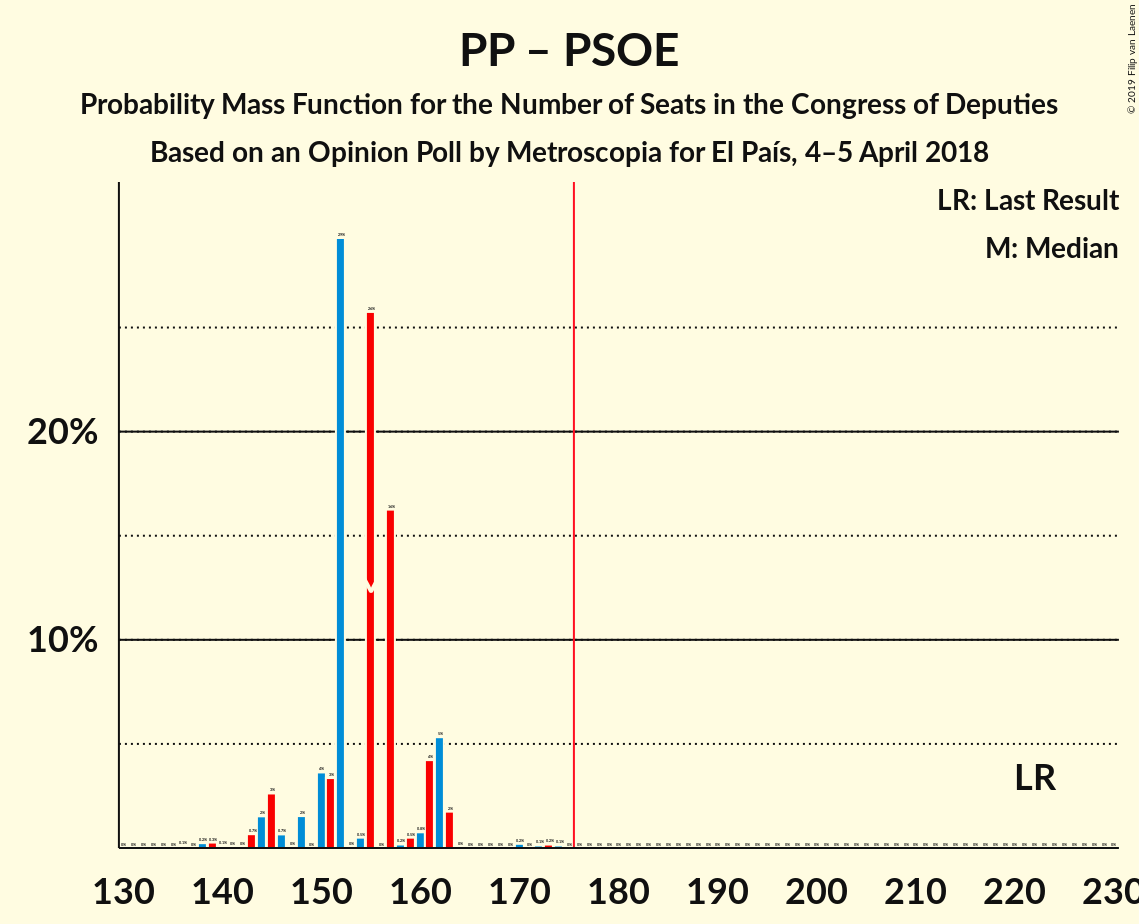 PP – PSOE
Probability Mass Function for the Number of Seats in the Congress of Deputies
Based on an Opinion Poll by Metroscopia for El País, 4–5 April 2018
© 2019 Filip van Laenen
LR: Last Result
M: Median
20%
10%
M
LR
130 140 150 160 170 180 190 200 210 220 230